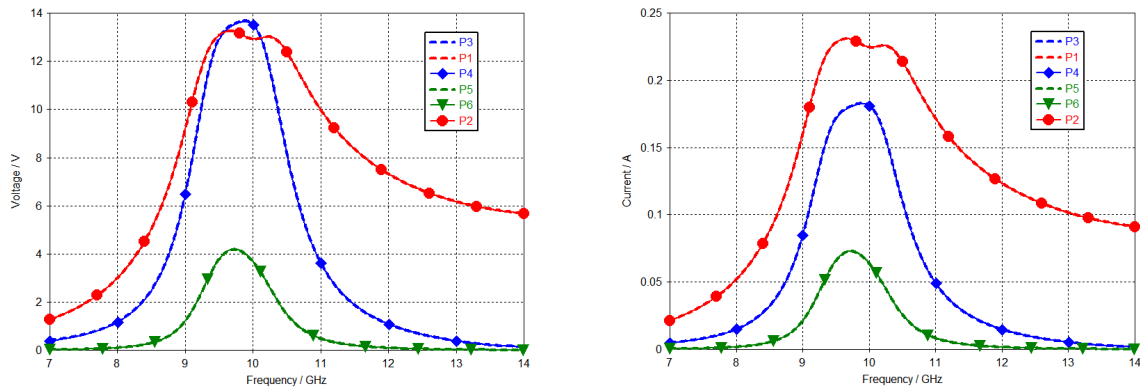 14
12
10
8
6
4
2
0
Voltage / V
P3
P1
P4
P5
P6
P2
7 8 9 10 11 12 13 14
Frequency / GHz
0.25
0.2
0.15
0.1
0.05
0
Current / A
P3
P1
P4
P5
P6
P2
7 8 9 10 11 12 13 14
Frequency / GHz